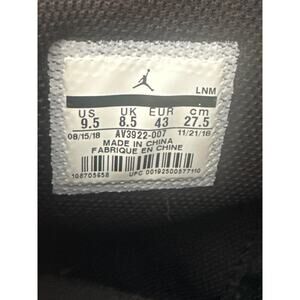 LNM
US UK EUR cm
9.5 8.5 43 27.5
08/15/18 AV3922-007 11/21/18
MADE IN CHINA
FABRIQUE EN CHINE
108705658 UPC 00192500577110